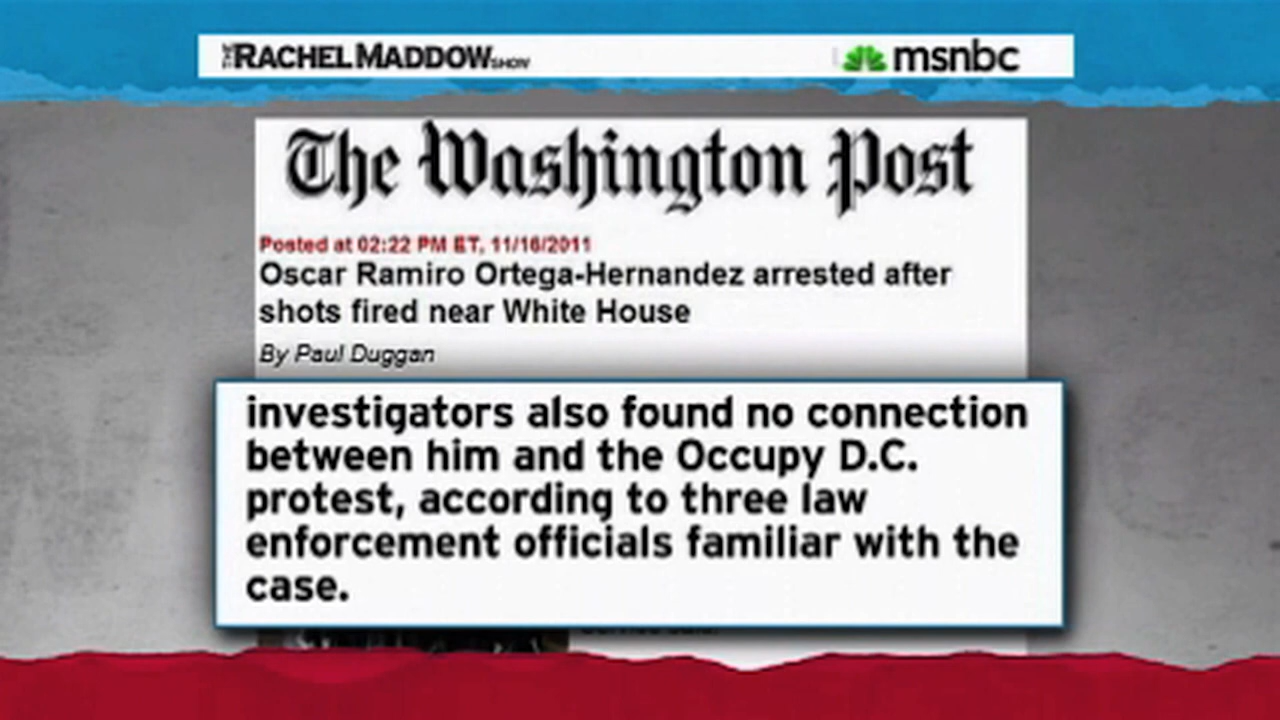 THE RACHEL MADDOW SHOW
msnbc
The Washington Post
Posted at 02:22 PM ET, 11/16/2011
Oscar Ramiro Ortega-Hernandez arrested after
shots fired near White House
By Paul Duggan
investigators also found no connection
between him and the Occupy D.C.
protest, according to three law
enforcement officials familiar with the
case.